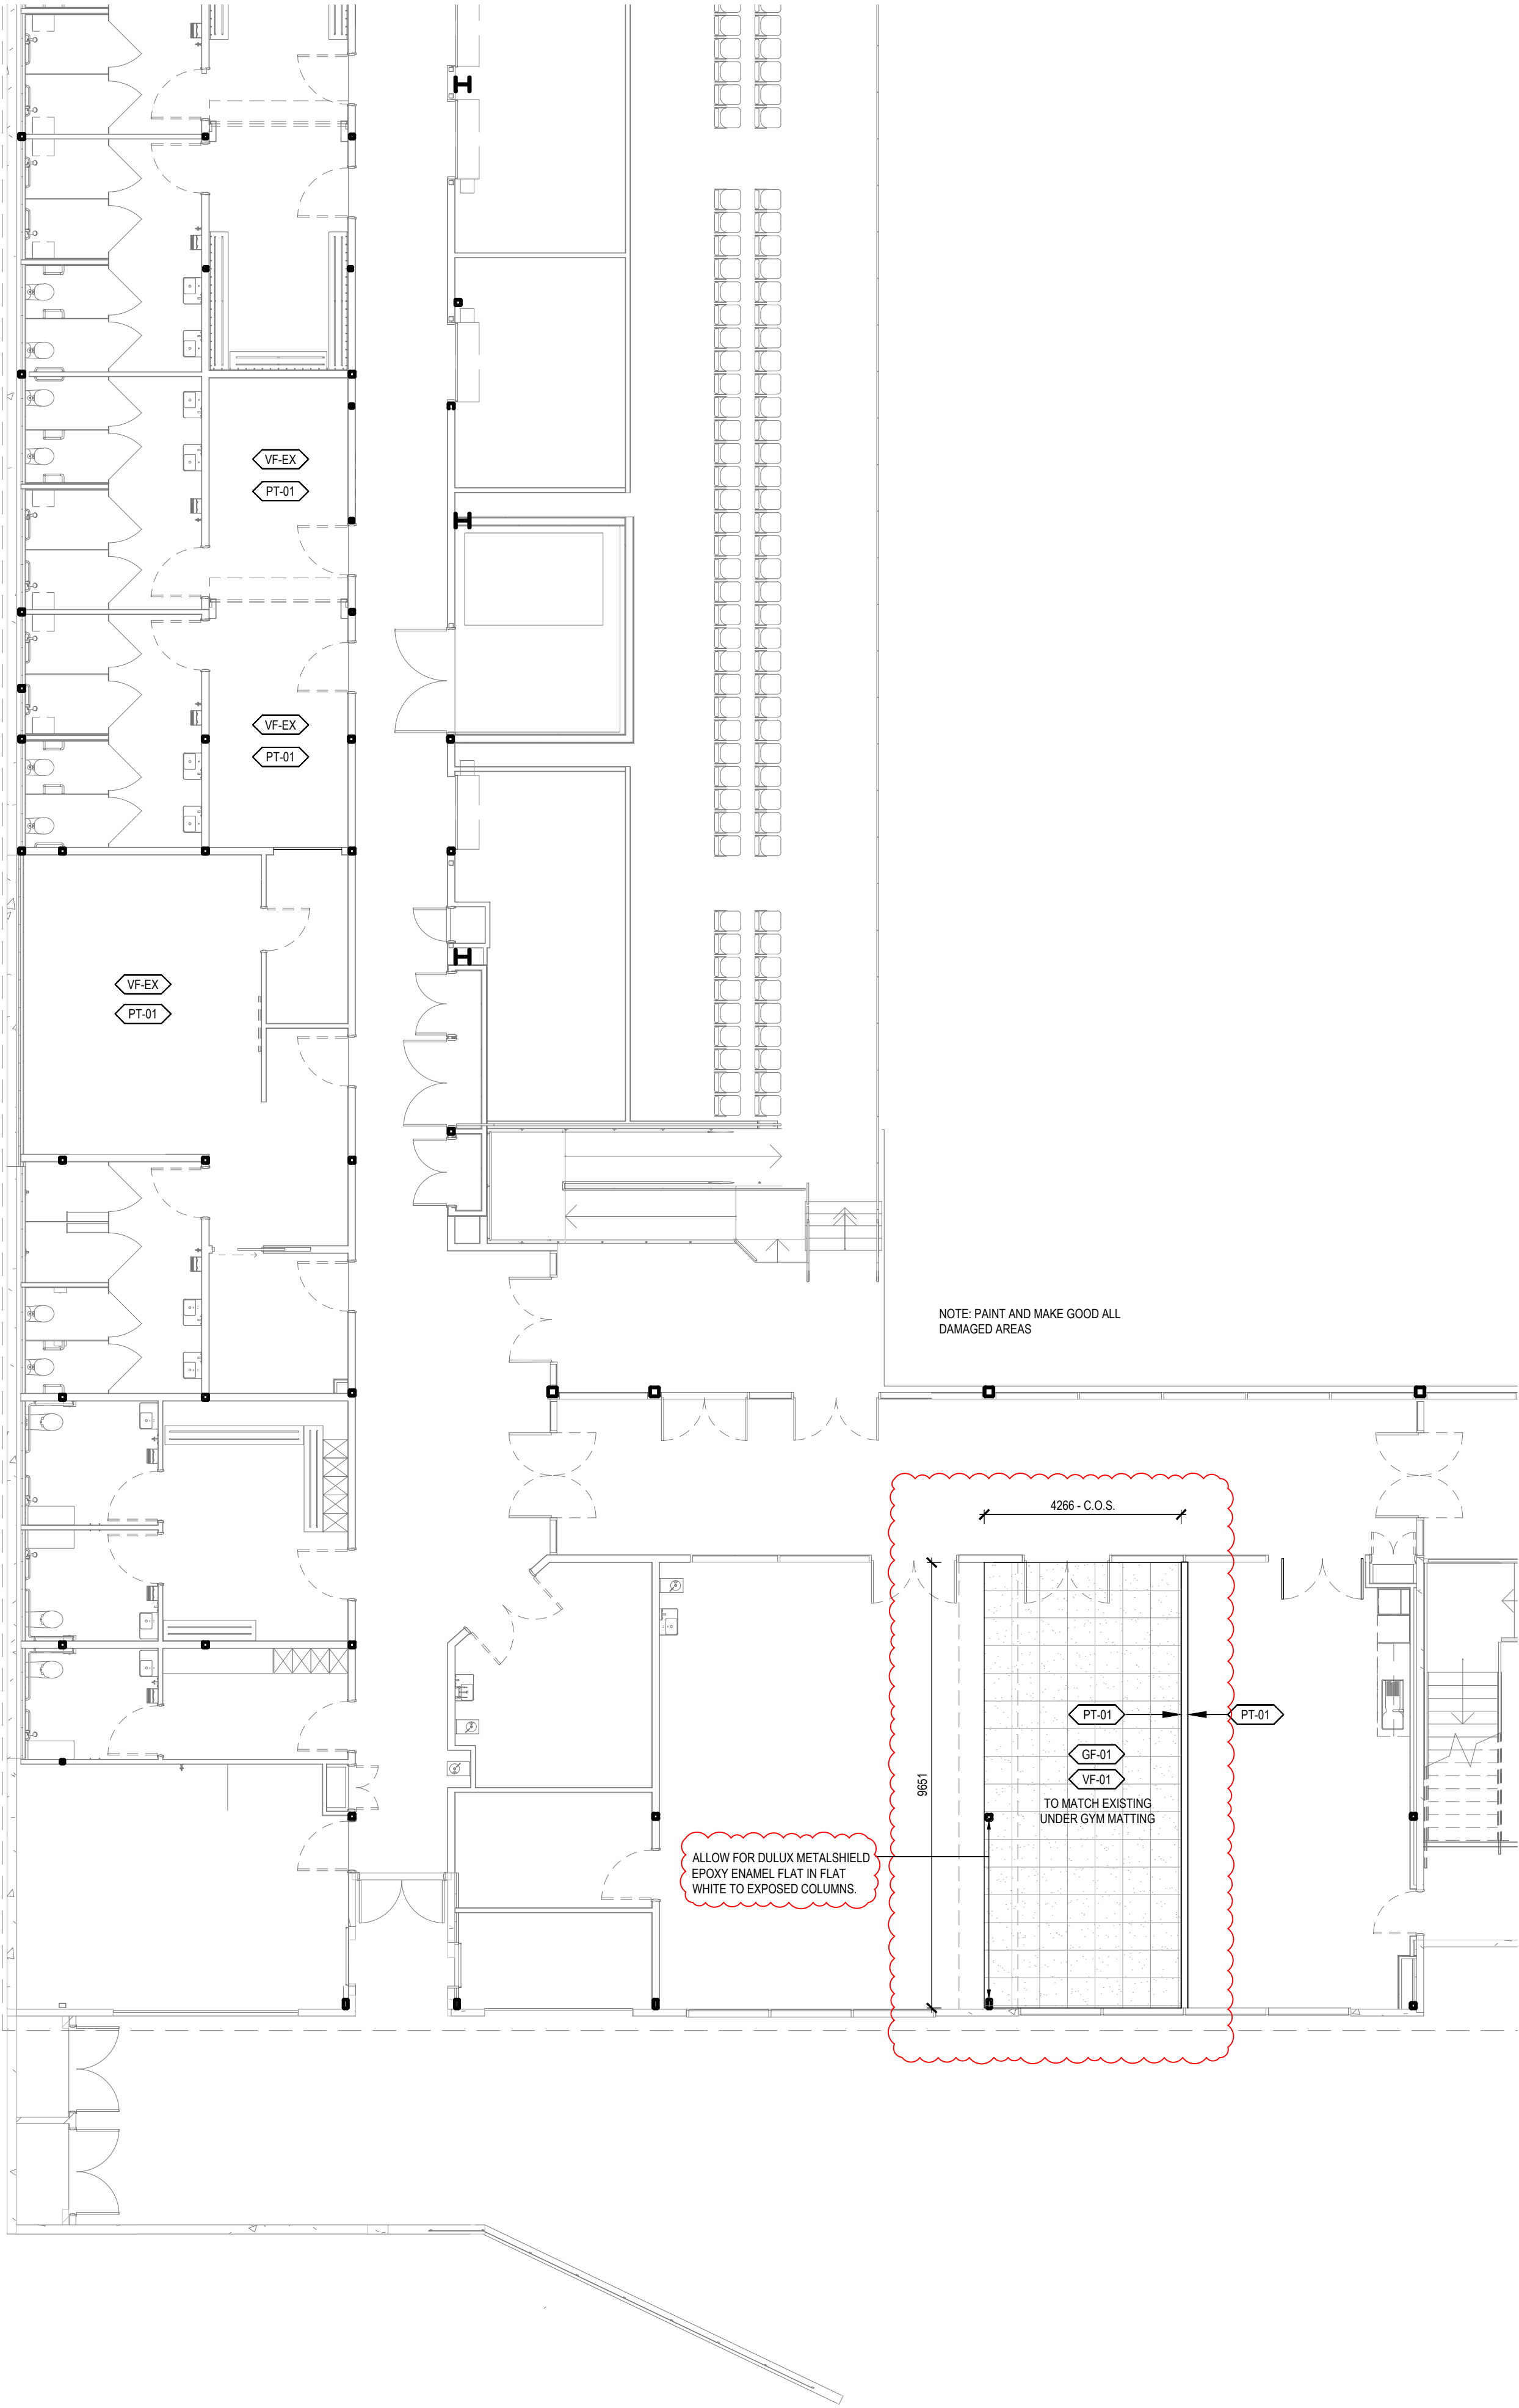 VF-EX
PT-01
VF-EX
PT-01
VF-EX
PT-01
NOTE: PAINT AND MAKE GOOD ALL
DAMAGED AREAS
4266 - C.O.S.
9651
PT-01
PT-01
GF-01
VF-01
TO MATCH EXISTING
UNDER GYM MATTING
ALLOW FOR DULUX METALSHIELD
EPOXY ENAMEL FLAT IN FLAT
WHITE TO EXPOSED COLUMNS.